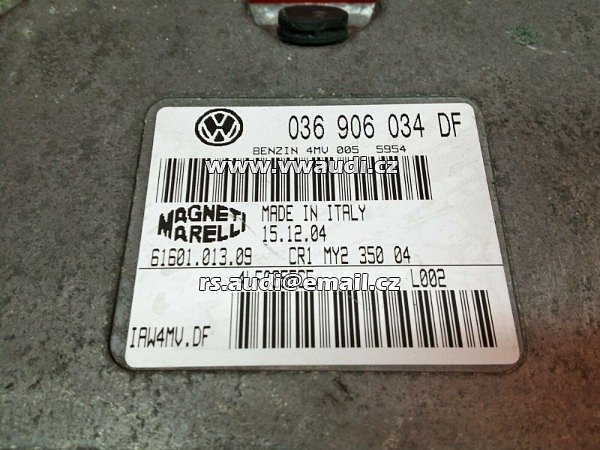 036 906 034 DF
BENZIN 4MV 005 5954
www.vwaudi.cz
MAGNETI MARELLI
MADE IN ITALY
15.12.04
61601.013.09 CR1 MY2 350 04
L002
rs.audi@email.cz
IAW4MV.DF